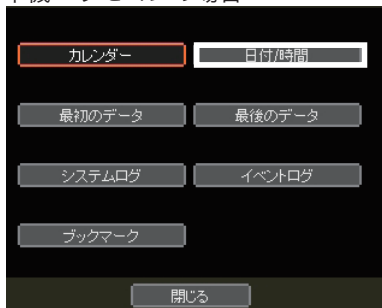 カレンダー
日付/時間
最初のデータ
最後のデータ
システムログ
イベントログ
ブックマーク
閉じる